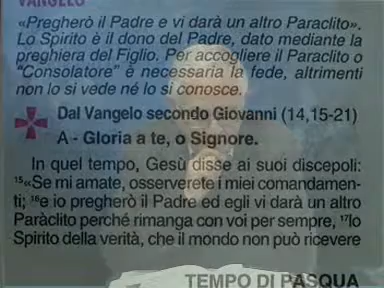 VANGELO
«Pregherò il Padre e vi darà un altro Paraclito».
Lo Spirito è il dono del Padre, dato mediante la
preghiera del Figlio. Per accogliere il Paraclito o
"Consolatore" è necessaria la fede, altrimenti
non lo si vede né lo si conosce.
Dal Vangelo secondo Giovanni (14,15-21)
A - Gloria a te, o Signore.
In quel tempo, Gesù disse ai suoi discepoli:
¹⁵«Se mi amate, osserverete i miei comandamen-
ti; ¹⁶e io pregherò il Padre ed egli vi darà un altro
Paràclito perché rimanga con voi per sempre, ¹⁷lo
Spirito della verità, che il mondo non può ricevere
TEMPO DI PASQUA